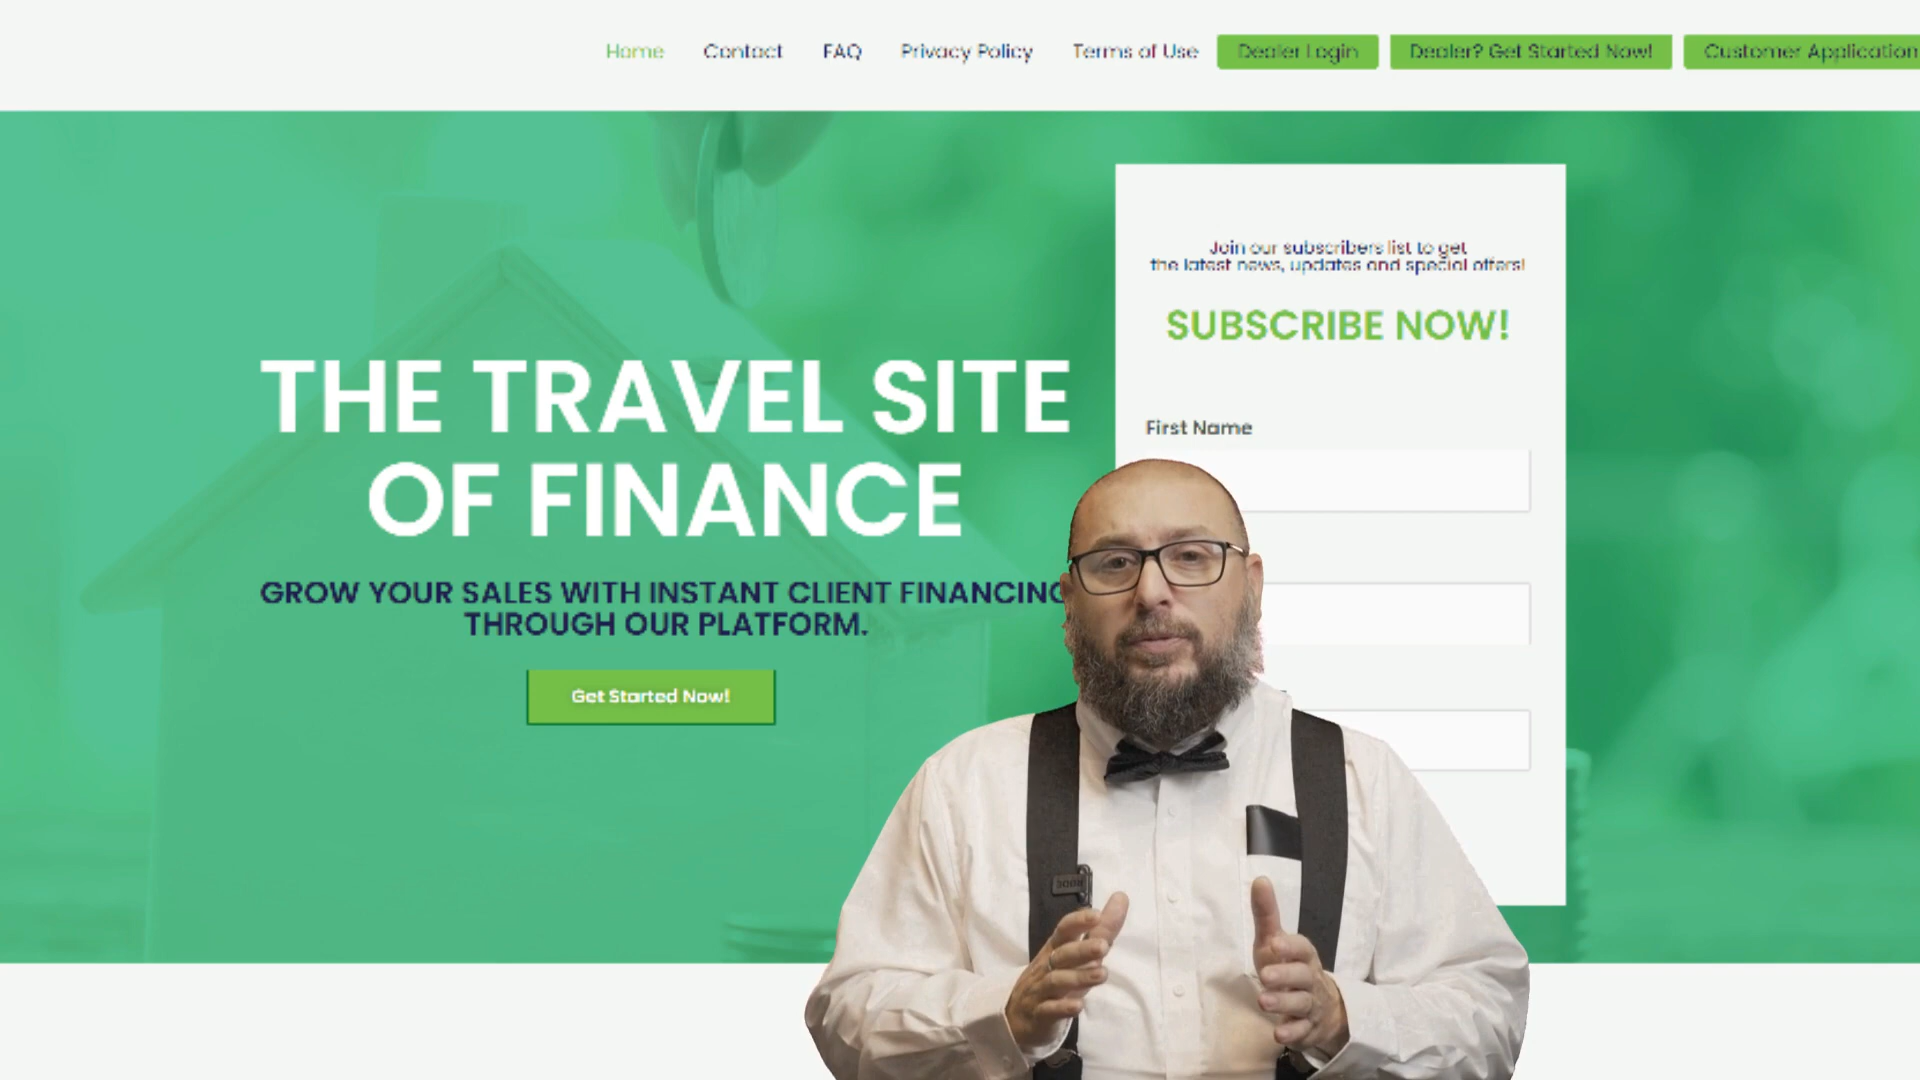 Home Contact FAQ Privacy Policy Terms of Use Dealer Login Dealer? Get Started Now! Customer Application
Join our subscribers list to get
the latest news, updates and special offers!
SUBSCRIBE NOW!
First Name
THE TRAVEL SITE
OF FINANCE
GROW YOUR SALES WITH INSTANT CLIENT FINANCING
THROUGH OUR PLATFORM.
Get Started Now!